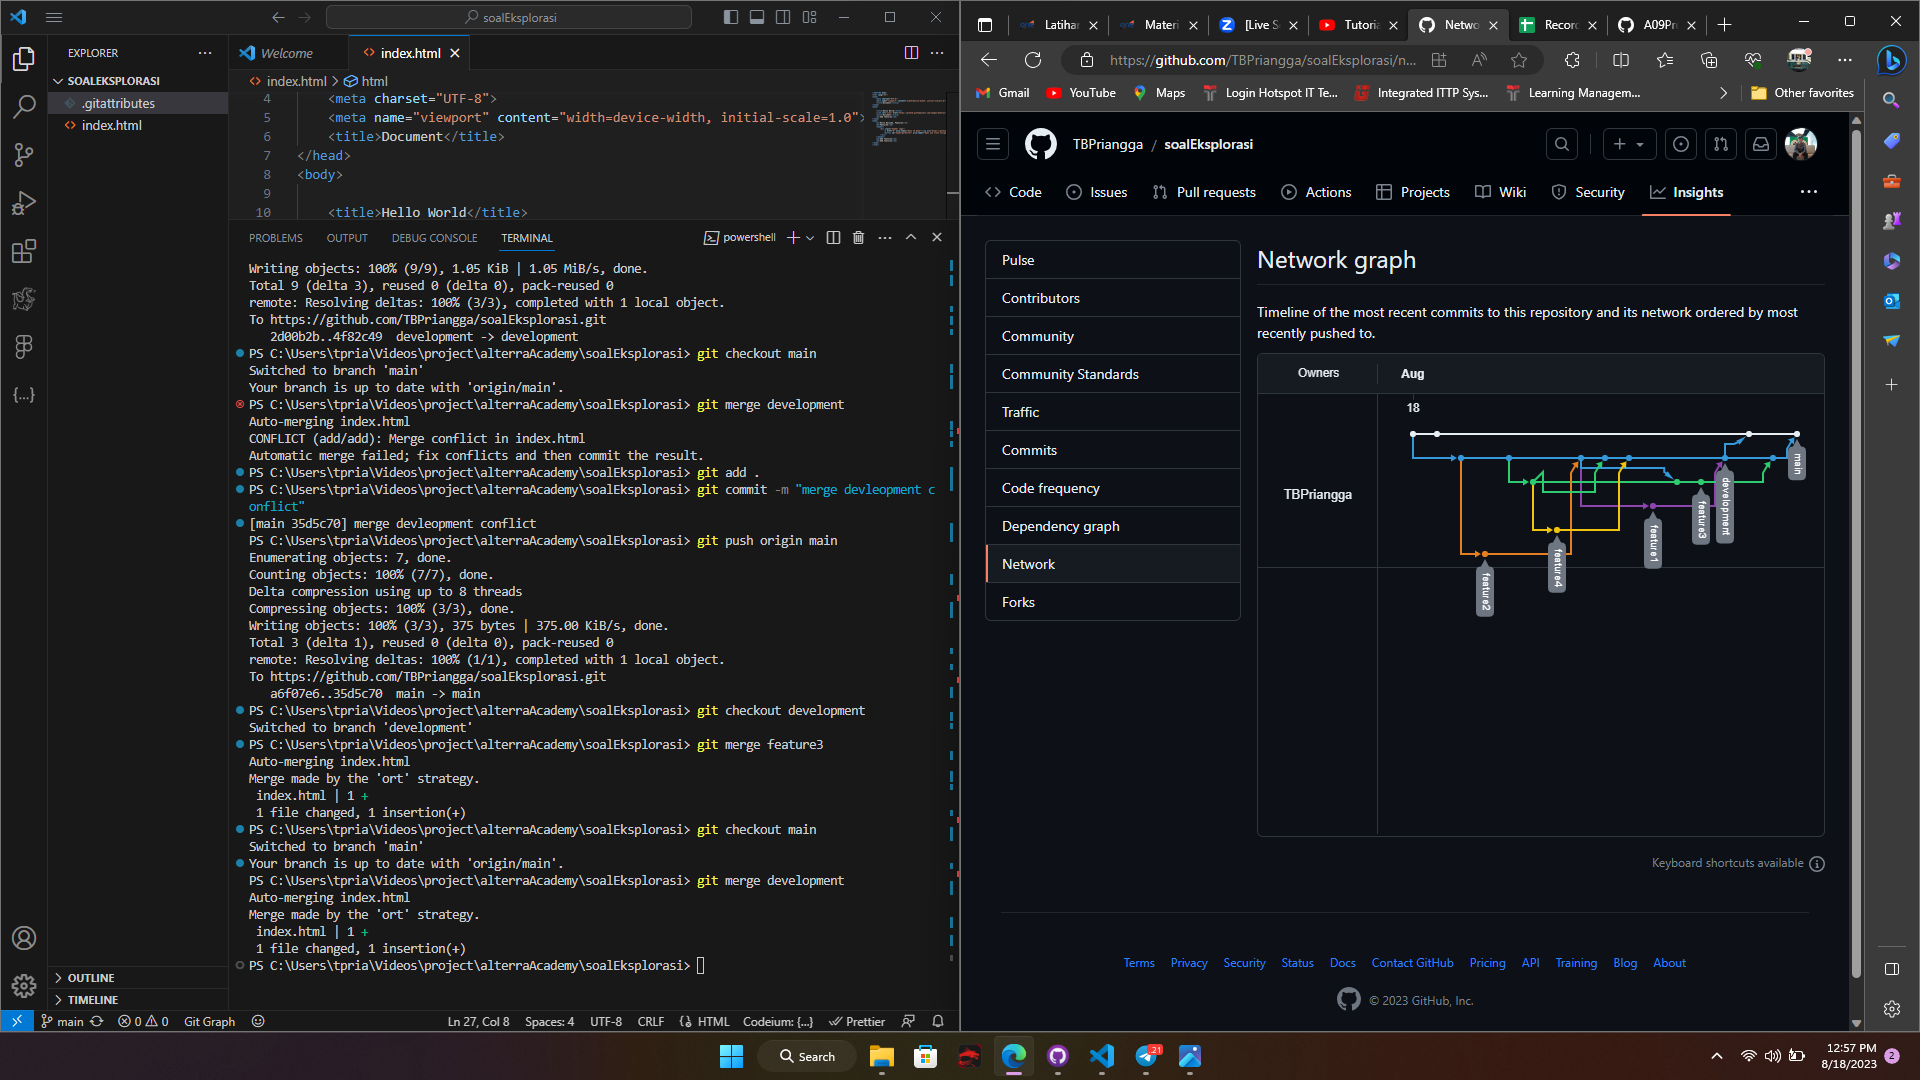 soalEksplorasi
EXPLORER
SOALEKSPLORASI
.gitattributes
index.html
OUTLINE
TIMELINE
Welcome
index.html
index.html > html
4 <meta charset="UTF-8">
5 <meta name="viewport" content="width=device-width, initial-scale=1.0">
6 <title>Document</title>
7 </head>
8 <body>
9
10 <title>Hello World</title>
PROBLEMS OUTPUT DEBUG CONSOLE TERMINAL powershell
Writing objects: 100% (9/9), 1.05 KiB | 1.05 MiB/s, done.
Total 9 (delta 3), reused 0 (delta 0), pack-reused 0
remote: Resolving deltas: 100% (3/3), completed with 1 local object.
To https://github.com/TBPriangga/soalEksplorasi.git
2d00b2b..4f82c49 development -> development
PS C:\Users\tpria\Videos\project\alterraAcademy\soalEksplorasi> git checkout main
Switched to branch 'main'
Your branch is up to date with 'origin/main'.
PS C:\Users\tpria\Videos\project\alterraAcademy\soalEksplorasi> git merge development
Auto-merging index.html
CONFLICT (add/add): Merge conflict in index.html
Automatic merge failed; fix conflicts and then commit the result.
PS C:\Users\tpria\Videos\project\alterraAcademy\soalEksplorasi> git add .
PS C:\Users\tpria\Videos\project\alterraAcademy\soalEksplorasi> git commit -m "merge devleopment c
onflict"
[main 35d5c70] merge devleopment conflict
PS C:\Users\tpria\Videos\project\alterraAcademy\soalEksplorasi> git push origin main
Enumerating objects: 7, done.
Counting objects: 100% (7/7), done.
Delta compression using up to 8 threads
Compressing objects: 100% (3/3), done.
Writing objects: 100% (3/3), 375 bytes | 375.00 KiB/s, done.
Total 3 (delta 1), reused 0 (delta 0), pack-reused 0
remote: Resolving deltas: 100% (1/1), completed with 1 local object.
To https://github.com/TBPriangga/soalEksplorasi.git
a6f07e6..35d5c70 main -> main
PS C:\Users\tpria\Videos\project\alterraAcademy\soalEksplorasi> git checkout development
Switched to branch 'development'
PS C:\Users\tpria\Videos\project\alterraAcademy\soalEksplorasi> git merge feature3
Auto-merging index.html
Merge made by the 'ort' strategy.
index.html | 1 +
1 file changed, 1 insertion(+)
PS C:\Users\tpria\Videos\project\alterraAcademy\soalEksplorasi> git checkout main
Switched to branch 'main'
Your branch is up to date with 'origin/main'.
PS C:\Users\tpria\Videos\project\alterraAcademy\soalEksplorasi> git merge development
Auto-merging index.html
Merge made by the 'ort' strategy.
index.html | 1 +
1 file changed, 1 insertion(+)
PS C:\Users\tpria\Videos\project\alterraAcademy\soalEksplorasi>
main 0 0 Git Graph Ln 27, Col 8 Spaces: 4 UTF-8 CRLF HTML Codeium: {...} Prettier
Latihar Materi [Live S Tutoria Netwo Recor A09Pr
https://github.com/TBPriangga/soalEksplorasi/n...
Gmail YouTube Maps Login Hotspot IT Te... Integrated ITTP Sys... Learning Managem... Other favorites
TBPriangga / soalEksplorasi
Code Issues Pull requests Actions Projects Wiki Security Insights
Pulse
Contributors
Community
Community Standards
Traffic
Commits
Code frequency
Dependency graph
Network
Forks
Network graph
Timeline of the most recent commits to this repository and its network ordered by most
recently pushed to.
Owners Aug
18
TBPriangga
main
development
feature3
feature1
feature4
feature2
Keyboard shortcuts available
Terms Privacy Security Status Docs Contact GitHub Pricing API Training Blog About
© 2023 GitHub, Inc.
Search
21
12:57 PM
8/18/2023
2